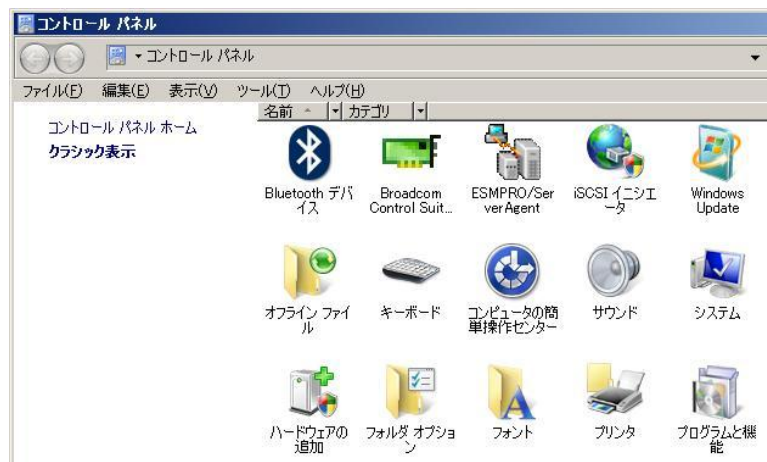 コントロール パネル
コントロール パネル
ファイル(F) 編集(E) 表示(V) ツール(T) ヘルプ(H)
コントロール パネル ホーム
クラシック表示
名前 カテゴリ
Bluetooth デバ
イス
Broadcom
Control Suit...
ESMPRO/Ser
verAgent
iSCSI イニシエ
ータ
Windows
Update
オフライン ファイ
ル
キーボード
コンピュータの簡
単操作センター
サウンド
システム
ハードウェアの
追加
フォルダ オプショ
ン
フォント
プリンタ
プログラムと機
能